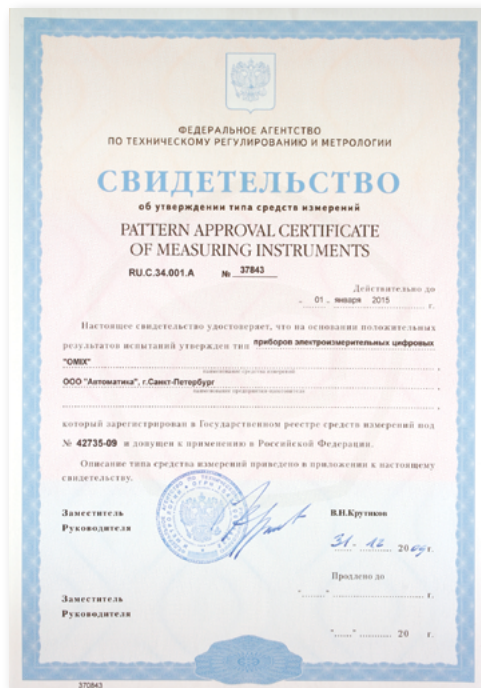 ФЕДЕРАЛЬНОЕ АГЕНТСТВО
ПО ТЕХНИЧЕСКОМУ РЕГУЛИРОВАНИЮ И МЕТРОЛОГИИ
СВИДЕТЕЛЬСТВО
об утверждении типа средств измерений
PATTERN APPROVAL CERTIFICATE
OF MEASURING INSTRUMENTS
RU.C.34.001.A № 37843
Действительно до
01 . января 2015 г.
Настоящее свидетельство удостоверяет, что на основании положительных
результатов испытаний утвержден тип приборов электроизмерительных цифровых
"OMIX"
наименование средства измерений
ООО "Автоматика", г.Санкт-Петербург
наименование предприятия-изготовителя
который зарегистрирован в Государственном реестре средств измерений под
№ 42735-09 и допущен к применению в Российской Федерации.
Описание типа средства измерений приведено в приложении к настоящему
свидетельству.
Заместитель
Руководителя
В.Н.Крутиков
31. 12 2009 г.
Продлено до
"......" г.
Заместитель
Руководителя
"......" 20 г.
370843